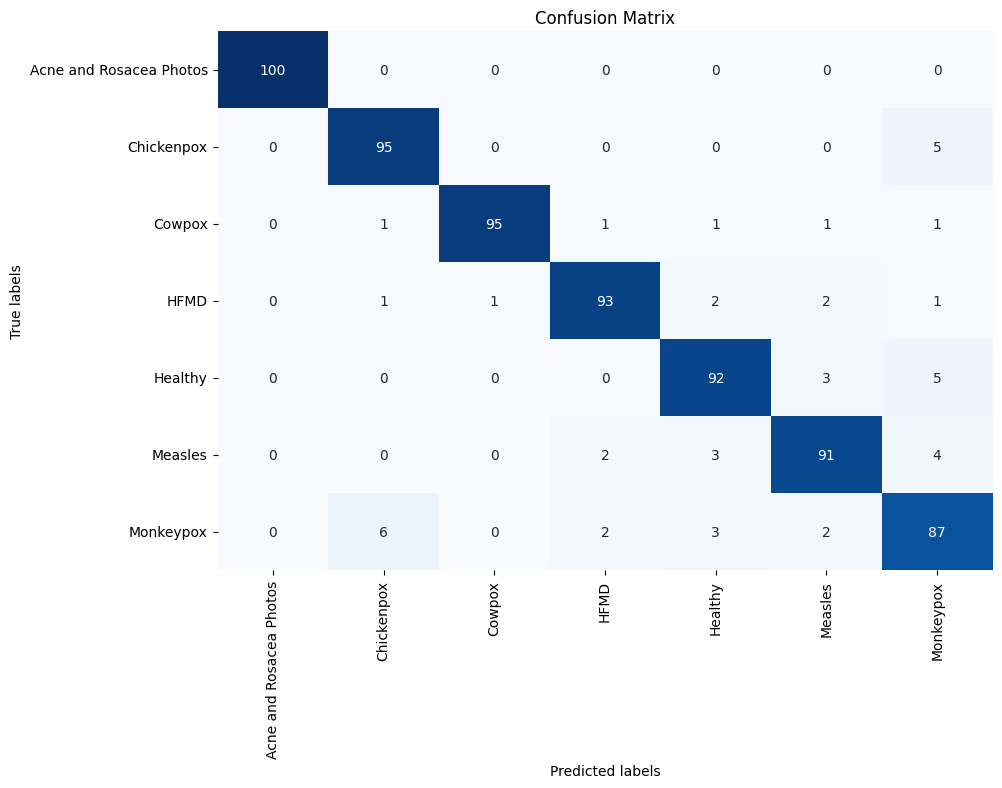 Confusion Matrix
True labels
Acne and Rosacea Photos 100 0 0 0 0 0 0
Chickenpox 0 95 0 0 0 0 5
Cowpox 0 1 95 1 1 1 1
HFMD 0 1 1 93 2 2 1
Healthy 0 0 0 0 92 3 5
Measles 0 0 0 2 3 91 4
Monkeypox 0 6 0 2 3 2 87
Acne and Rosacea Photos
Chickenpox
Cowpox
HFMD
Healthy
Measles
Monkeypox
Predicted labels